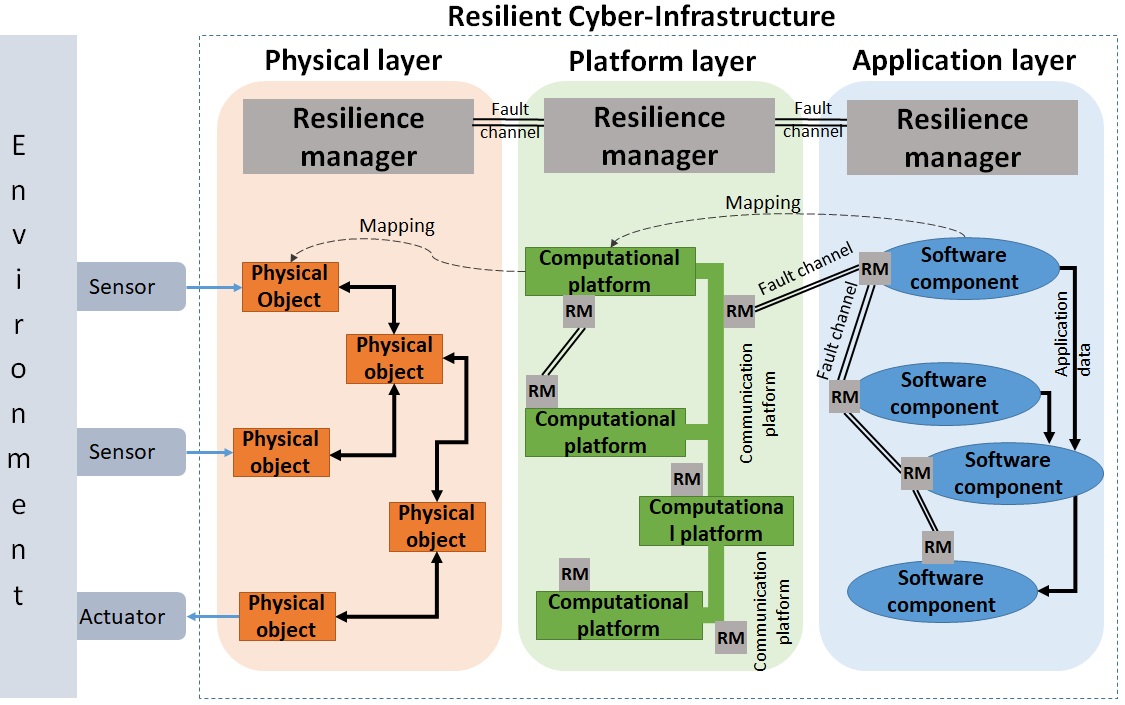 Resilient Cyber-Infrastructure
Physical layer
Platform layer
Application layer
Environment
Resilience
manager
Fault
channel
Resilience
manager
Fault
channel
Resilience
manager
Mapping
Mapping
Sensor
Sensor
Actuator
Physical
Object
Physical
object
Physical
object
Physical
object
Physical
object
Computational
platform
RM
RM
RM
Computational
platform
Communication
platform
RM
Computationa
l platform
RM
Computational
platform
RM
Communication
platform
Fault channel
Fault channel
RM
Software
component
Application
data
RM
Software
component
RM
Software
component
RM
Software
component